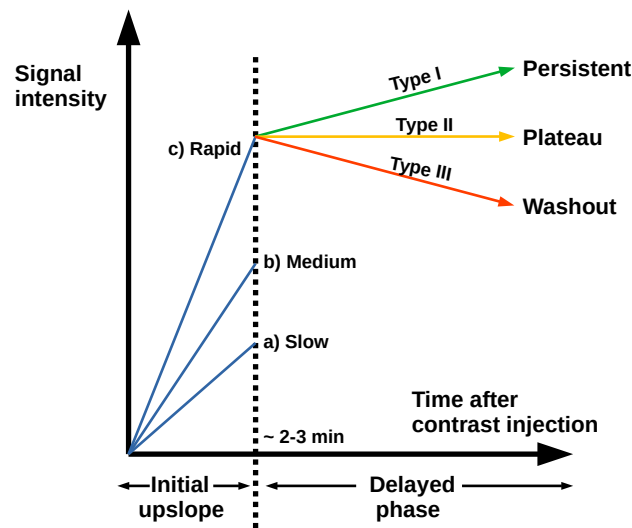 Signal
intensity
c) Rapid
b) Medium
a) Slow
Type I
Type II
Type III
Persistent
Plateau
Washout
Time after
contrast injection
~ 2-3 min
Initial
upslope
Delayed
phase